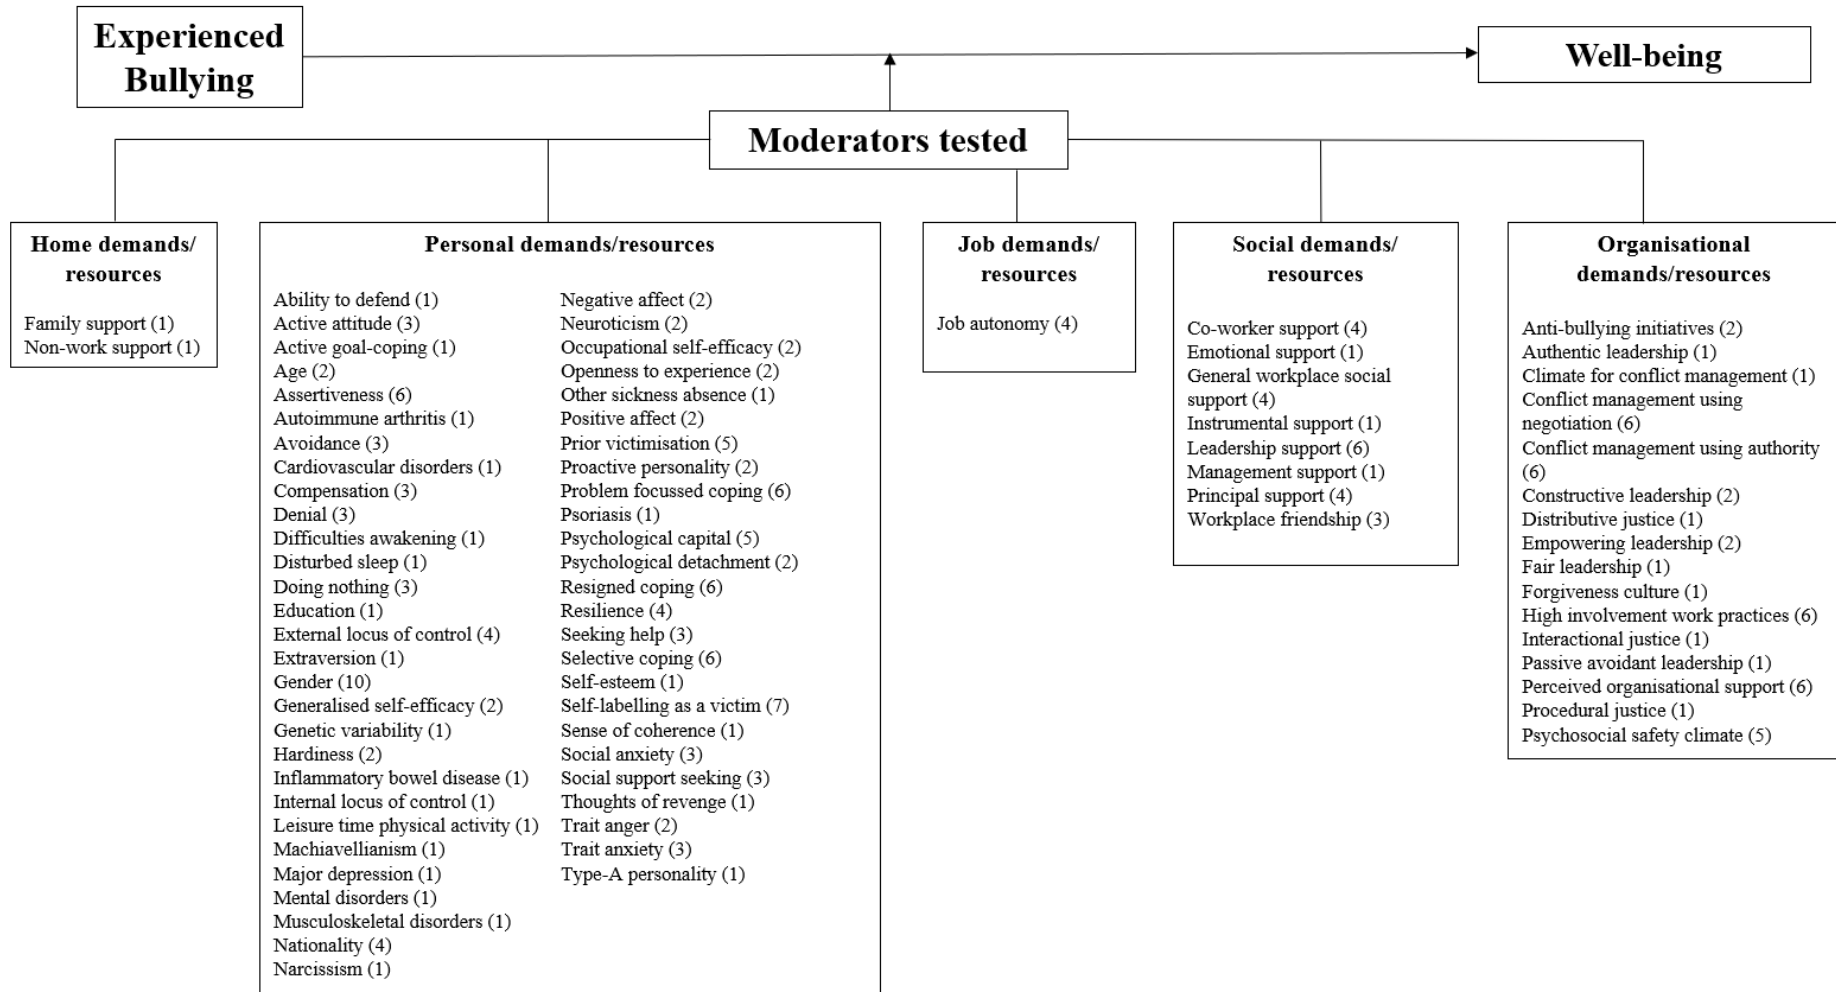 Experienced
Bullying
Well-being
Moderators tested
Home demands/
resources
Family support (1)
Non-work support (1)
Personal demands/resources
Ability to defend (1)
Active attitude (3)
Active goal-coping (1)
Age (2)
Assertiveness (6)
Autoimmune arthritis (1)
Avoidance (3)
Cardiovascular disorders (1)
Compensation (3)
Denial (3)
Difficulties awakening (1)
Disturbed sleep (1)
Doing nothing (3)
Education (1)
External locus of control (4)
Extraversion (1)
Gender (10)
Generalised self-efficacy (2)
Genetic variability (1)
Hardiness (2)
Inflammatory bowel disease (1)
Internal locus of control (1)
Leisure time physical activity (1)
Machiavellianism (1)
Major depression (1)
Mental disorders (1)
Musculoskeletal disorders (1)
Nationality (4)
Narcissism (1)
Negative affect (2)
Neuroticism (2)
Occupational self-efficacy (2)
Openness to experience (2)
Other sickness absence (1)
Positive affect (2)
Prior victimisation (5)
Proactive personality (2)
Problem focussed coping (6)
Psoriasis (1)
Psychological capital (5)
Psychological detachment (2)
Resigned coping (6)
Resilience (4)
Seeking help (3)
Selective coping (6)
Self-esteem (1)
Self-labelling as a victim (7)
Sense of coherence (1)
Social anxiety (3)
Social support seeking (3)
Thoughts of revenge (1)
Trait anger (2)
Trait anxiety (3)
Type-A personality (1)
Job demands/
resources
Job autonomy (4)
Social demands/
resources
Co-worker support (4)
Emotional support (1)
General workplace social
support (4)
Instrumental support (1)
Leadership support (6)
Management support (1)
Principal support (4)
Workplace friendship (3)
Organisational
demands/resources
Anti-bullying initiatives (2)
Authentic leadership (1)
Climate for conflict management (1)
Conflict management using
negotiation (6)
Conflict management using authority
(6)
Constructive leadership (2)
Distributive justice (1)
Empowering leadership (2)
Fair leadership (1)
Forgiveness culture (1)
High involvement work practices (6)
Interactional justice (1)
Passive avoidant leadership (1)
Perceived organisational support (6)
Procedural justice (1)
Psychosocial safety climate (5)